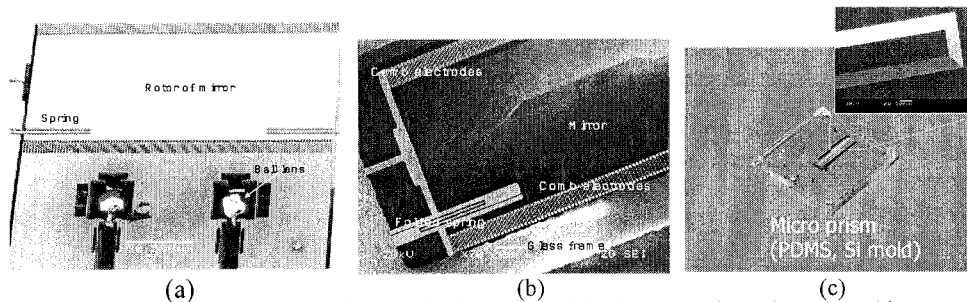 Rotor of mirror
Spring
Ball lens
(a)
Comb electrodes
Mirror
Comb electrodes
spring
Glass frame
20 SEI
(b)
Micro prism
(PDMS, Si mold)
(c)